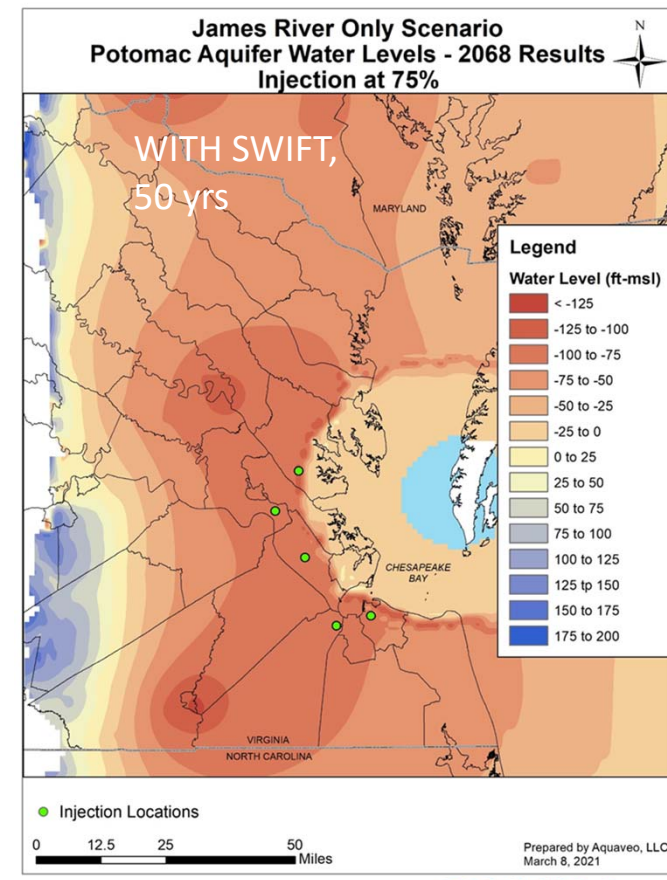 James River Only Scenario
Potomac Aquifer Water Levels - 2068 Results
Injection at 75%
N
WITH SWIFT,
50 yrs
MARYLAND
Legend
Water Level (ft-msl)
< -125
-125 to -100
-100 to -75
-75 to -50
-50 to -25
-25 to 0
0 to 25
25 to 50
50 to 75
75 to 100
100 to 125
125 tp 150
150 to 175
175 to 200
CHESAPEAKE
BAY
VIRGINIA
NORTH CAROLINA
Injection Locations
0 12.5 25 50
Miles
Prepared by Aquaveo, LLC
March 8, 2021